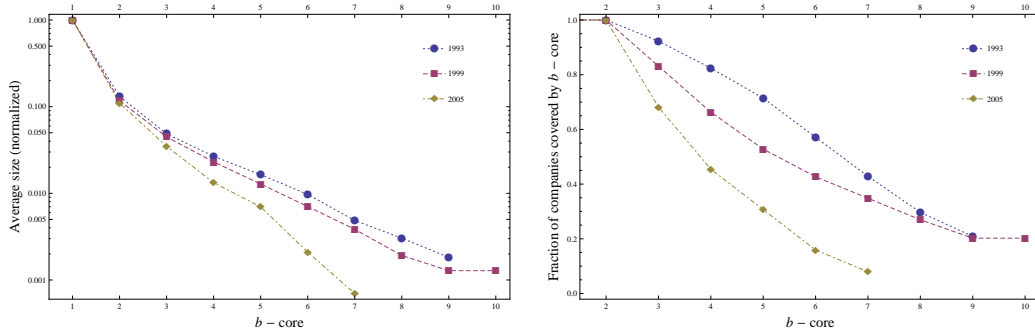 1 2 3 4 5 6 7 8 9 10
1.000
0.500
0.100
0.050
0.010
0.005
0.001
Average size (normalized)
1993
1999
2005
1 2 3 4 5 6 7 8 9 10
b – core
2 3 4 5 6 7 8 9 10
1.0
0.8
0.6
0.4
0.2
0.0
Fraction of companies covered by b – core
1993
1999
2005
2 3 4 5 6 7 8 9 10
b – core